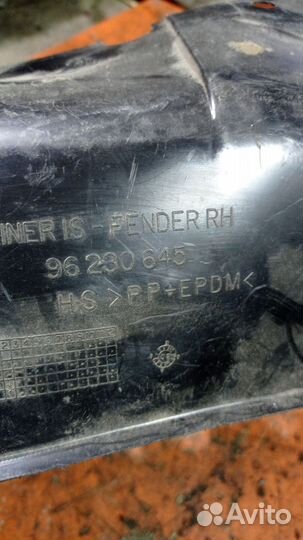 INER IS - FENDER RH
96 230 645
HS >PP+EPDM<
Avito